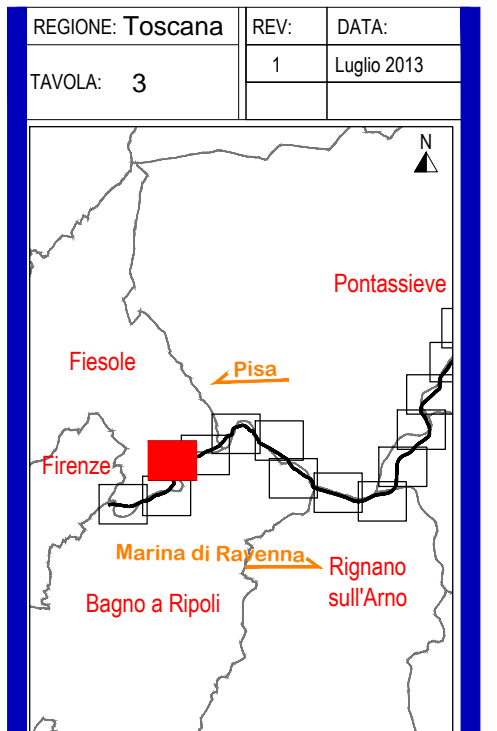 REGIONE: Toscana
REV:
DATA:
TAVOLA: 3
1
Luglio 2013
N
Pontassieve
Fiesole
Pisa
Firenze
Marina di Ravenna
Rignano
sull'Arno
Bagno a Ripoli